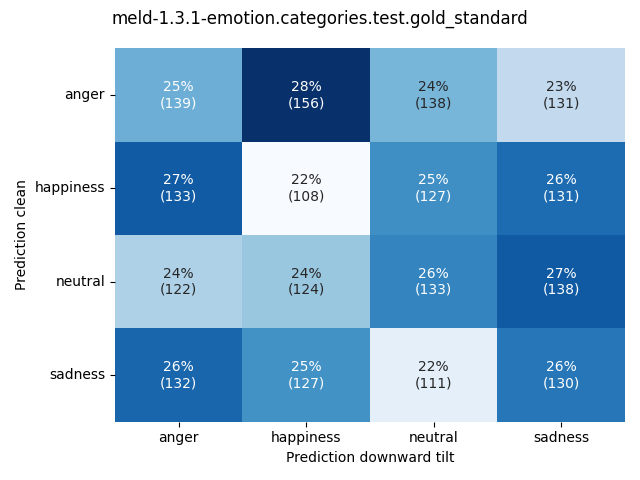 meld-1.3.1-emotion.categories.test.gold_standard
Prediction clean
anger
25%
(139)
28%
(156)
24%
(138)
23%
(131)
happiness
27%
(133)
22%
(108)
25%
(127)
26%
(131)
neutral
24%
(122)
24%
(124)
26%
(133)
27%
(138)
sadness
26%
(132)
25%
(127)
22%
(111)
26%
(130)
anger
happiness
neutral
sadness
Prediction downward tilt